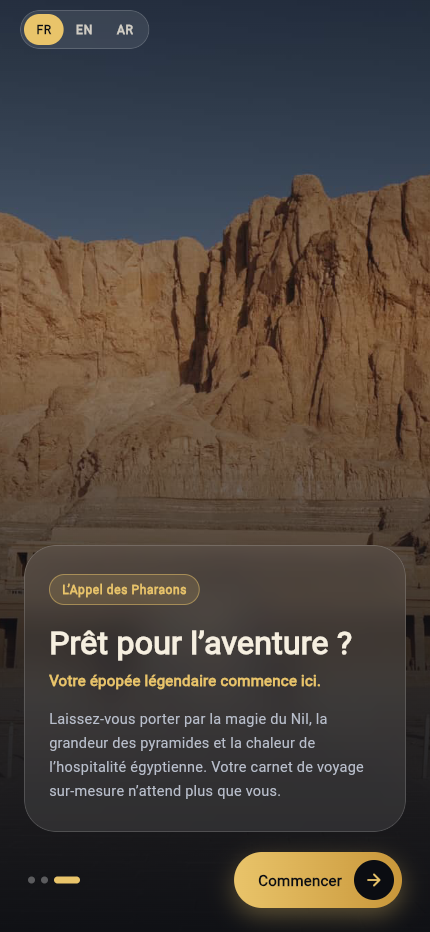 FR EN AR
L’Appel des Pharaons
Prêt pour l’aventure ?
Votre épopée légendaire commence ici.
Laissez-vous porter par la magie du Nil, la
grandeur des pyramides et la chaleur de
l’hospitalité égyptienne. Votre carnet de voyage
sur-mesure n’attend plus que vous.
Commencer